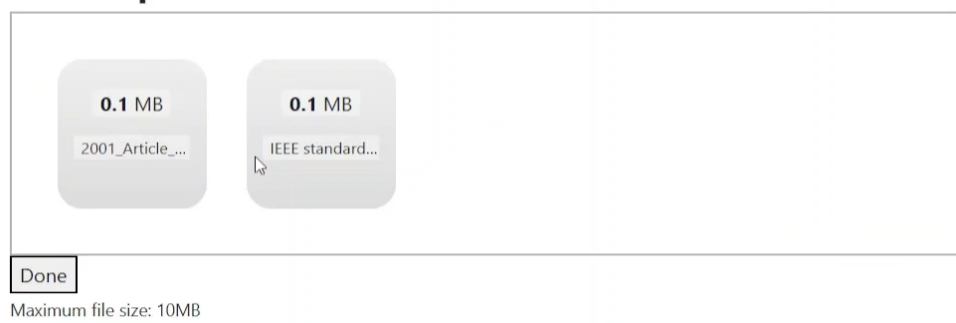 0.1 MB 0.1 MB
2001_Article_... IEEE standard...
Done
Maximum file size: 10MB